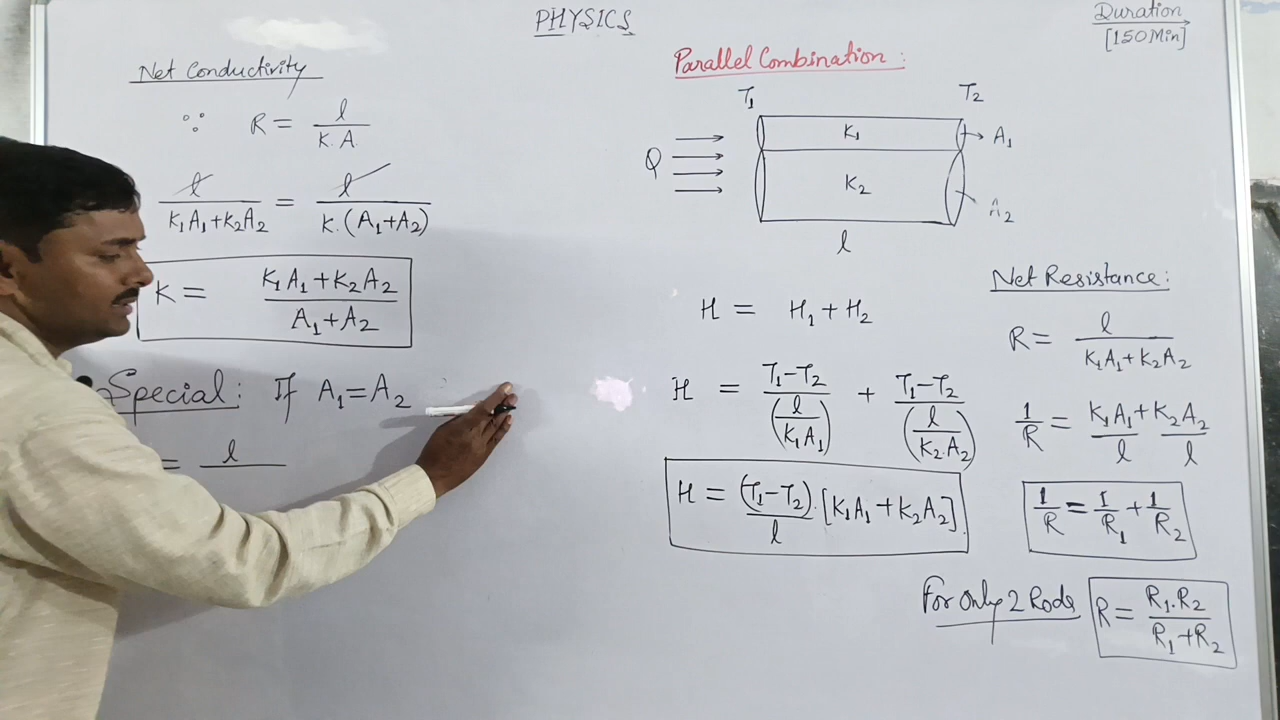 PHYSICS
Duration
[150 Min]
Net Conductivity
∵ R = l / K.A.
l / K₁A₁+K₂A₂ = l / K.(A₁+A₂)
K = K₁A₁+K₂A₂ / A₁+A₂
Special: If A₁=A₂
= l
Parallel Combination:
T₁ T₂
K₁ → A₁
Q
K₂ A₂
l
H = H₁+H₂
H = T₁-T₂ / (l / K₁A₁) + T₁-T₂ / (l / K₂.A₂)
H = (T₁-T₂) / l . [K₁A₁+K₂A₂]
Net Resistance:
R = l / K₁A₁+K₂A₂
1/R = K₁A₁ / l + K₂A₂ / l
1/R = 1/R₁ + 1/R₂
For only 2 Rods R = R₁.R₂ / R₁+R₂